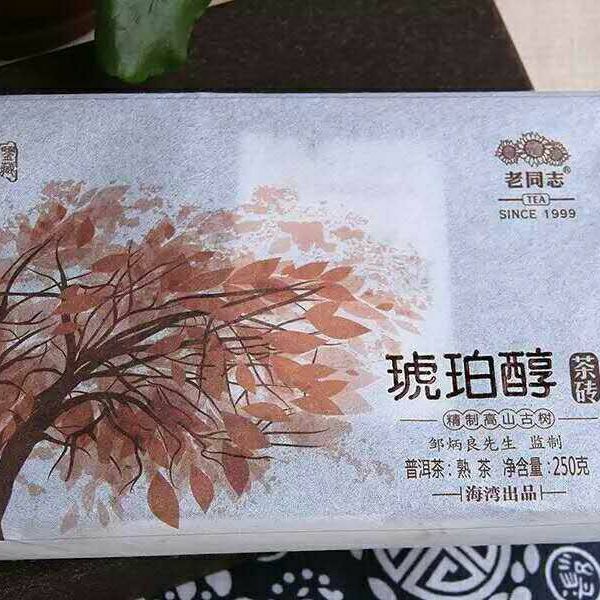 鉴藏
老同志®
TEA
SINCE 1999
琥珀醇 茶砖
精制高山古树
邹炳良先生 监制
普洱茶:熟 茶 净含量:250克
海湾出品